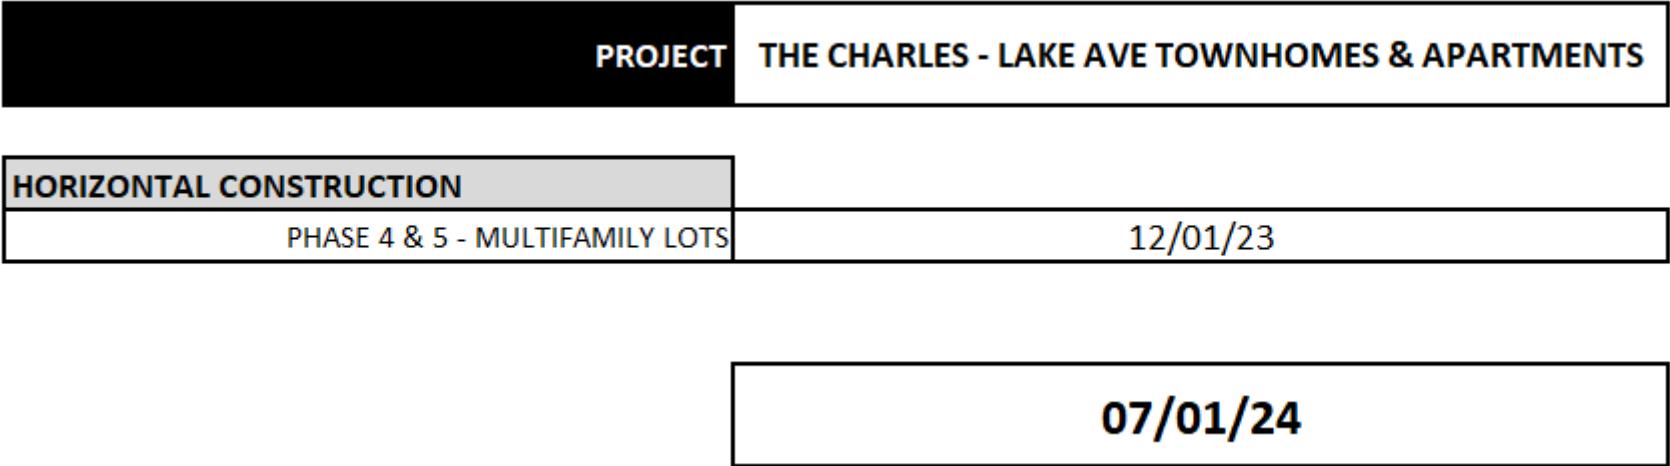 PROJECT THE CHARLES - LAKE AVE TOWNHOMES & APARTMENTS
HORIZONTAL CONSTRUCTION
PHASE 4 & 5 - MULTIFAMILY LOTS 12/01/23
07/01/24